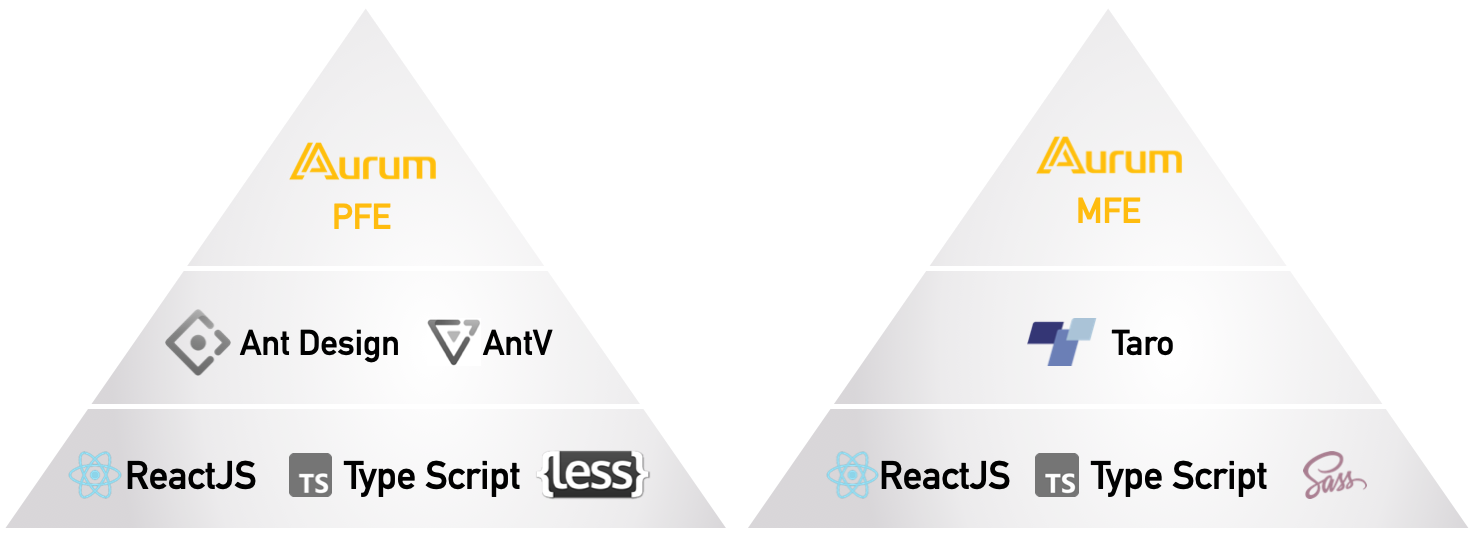 Aurum
PFE
Ant Design AntV
ReactJS TS Type Script {less}
Aurum
MFE
Taro
ReactJS TS Type Script Sass